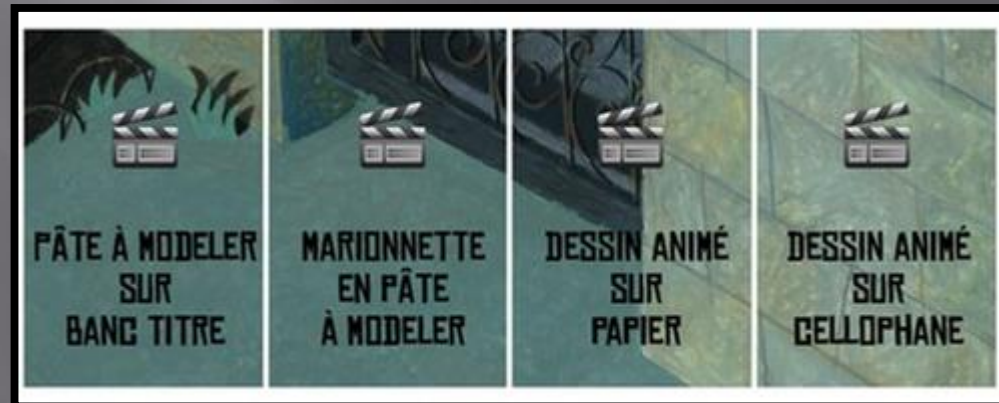 PÂTE À MODELER
SUR
BANC TITRE
MARIONNETTE
EN PÂTE
À MODELER
DESSIN ANIMÉ
SUR
PAPIER
DESSIN ANIMÉ
SUR
CELLOPHANE